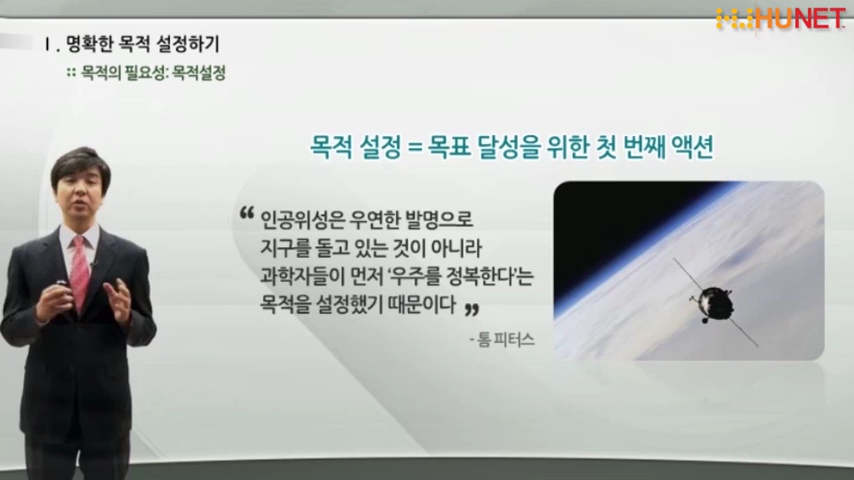 HUNET
Ⅰ. 명확한 목적 설정하기
:: 목적의 필요성: 목적설정
목적 설정 = 목표 달성을 위한 첫 번째 액션
“ 인공위성은 우연한 발명으로
지구를 돌고 있는 것이 아니라
과학자들이 먼저 ‘우주를 정복한다’는
목적을 설정했기 때문이다 „
- 톰 피터스